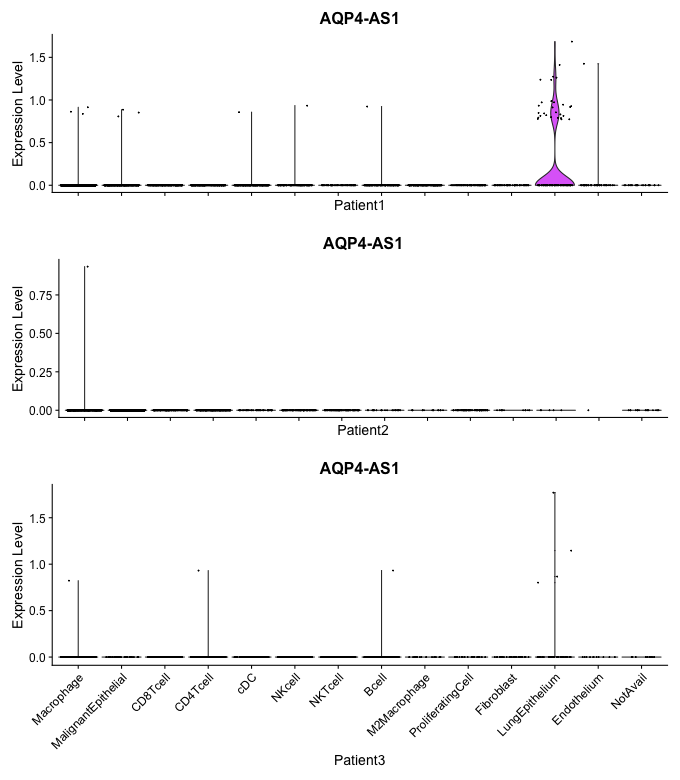 AQP4-AS1
Expression Level
1.5
1.0
0.5
0.0
Patient1
AQP4-AS1
Expression Level
0.75
0.50
0.25
0.00
Patient2
AQP4-AS1
Expression Level
1.5
1.0
0.5
0.0
Macrophage
MalignantEpithelial
CD8Tcell
CD4Tcell
cDC
NKcell
NKTcell
Bcell
M2Macrophage
ProliferatingCell
Fibroblast
LungEpithelium
Endothelium
NotAvail
Patient3